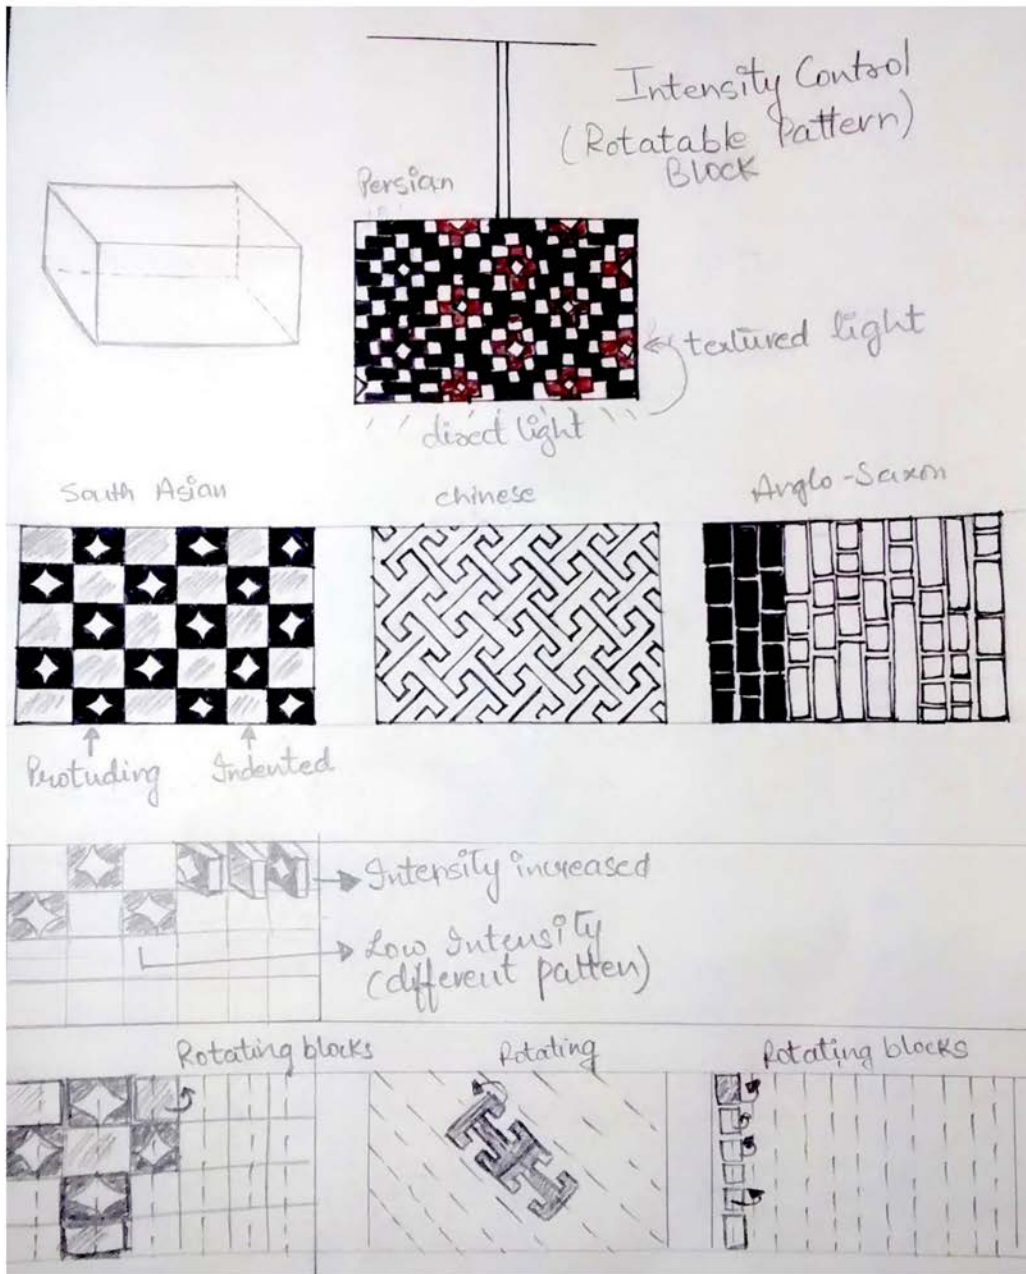 Intensity Control
(Rotatable Pattern)
Block
Persian
textured light
direct light
South Asian
chinese
Anglo-Saxon
Protuding
Indented
Intensity increased
Low Intensity
(different patten)
Rotating blocks
Rotating
Rotating blocks